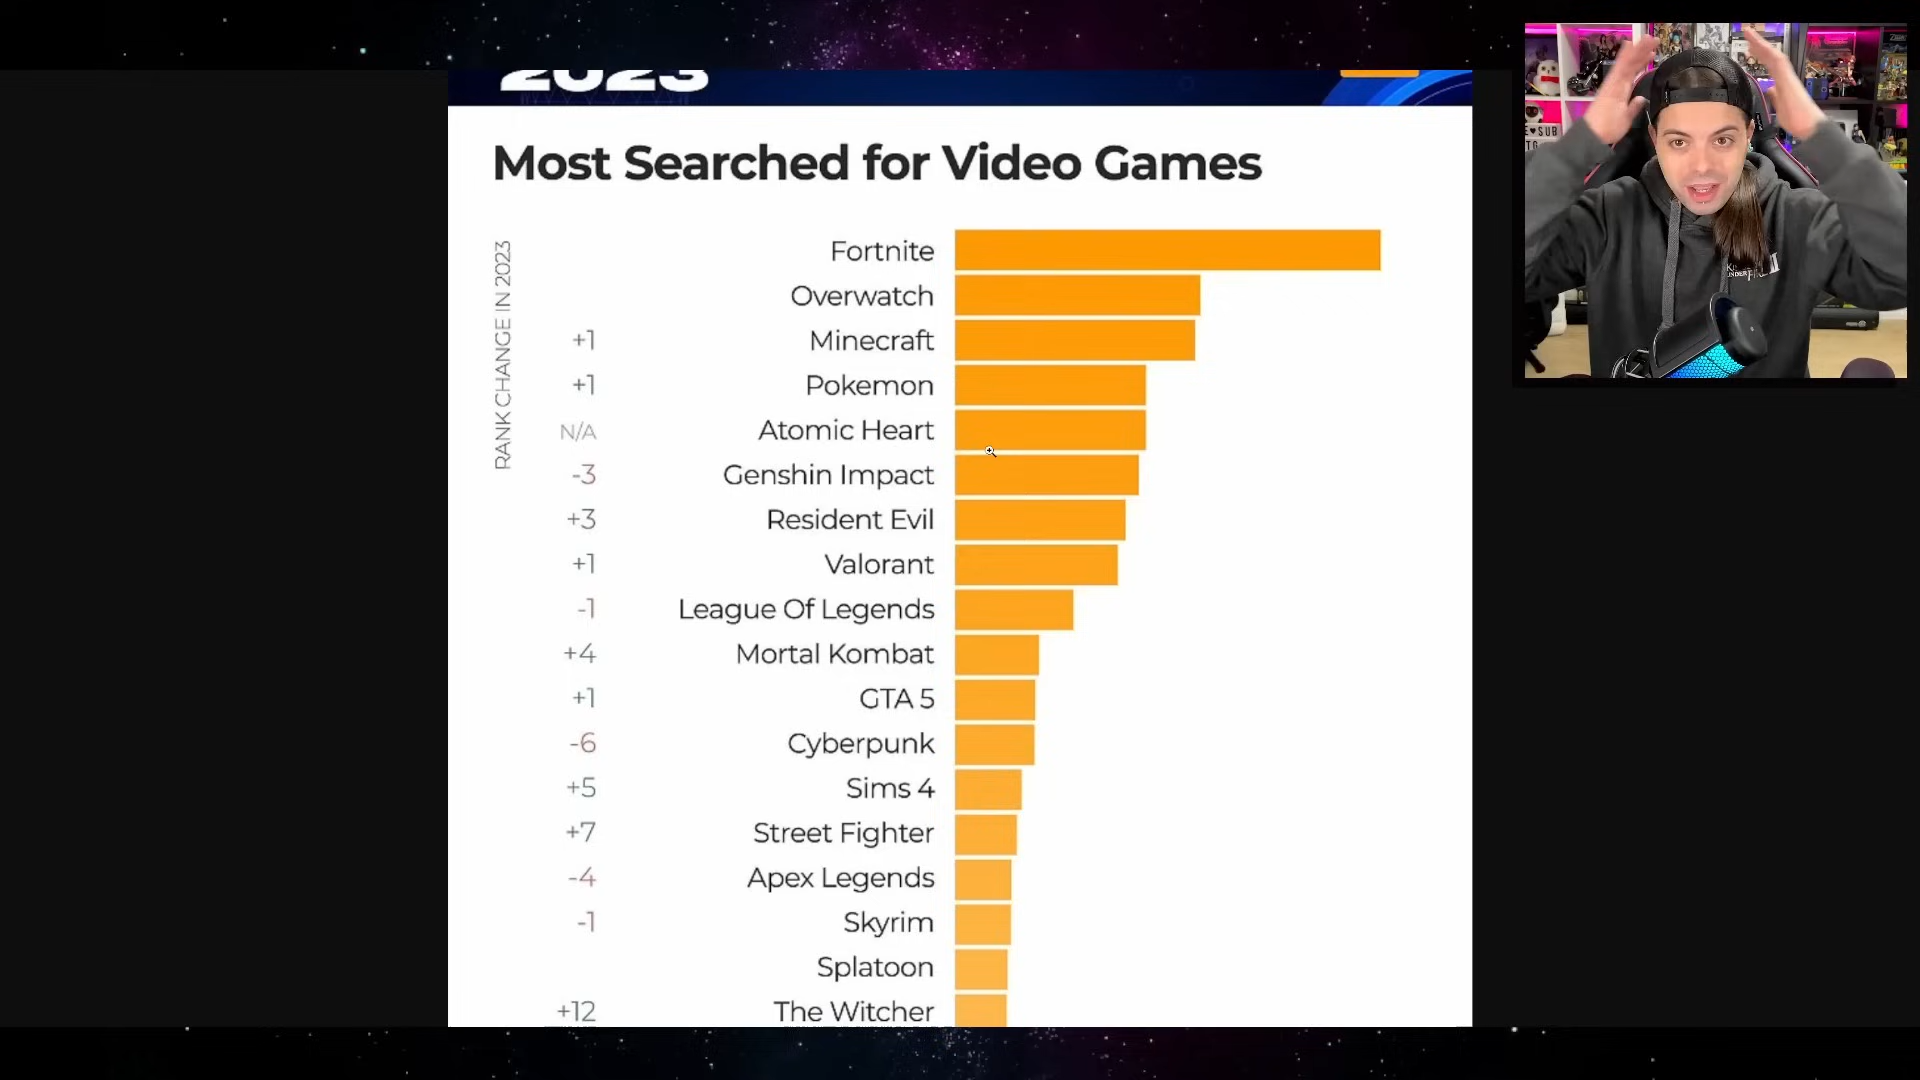 2023
Most Searched for Video Games
RANK CHANGE IN 2023
Fortnite
Overwatch
+1 Minecraft
+1 Pokemon
N/A Atomic Heart
-3 Genshin Impact
+3 Resident Evil
+1 Valorant
-1 League Of Legends
+4 Mortal Kombat
+1 GTA 5
-6 Cyberpunk
+5 Sims 4
+7 Street Fighter
-4 Apex Legends
-1 Skyrim
Splatoon
+12 The Witcher